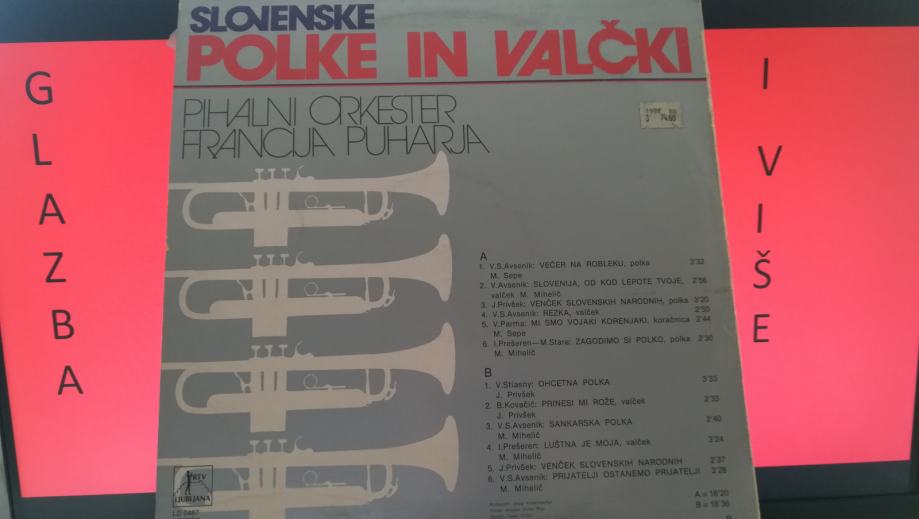 GLAZBA
I VIŠE
SLOVENSKE
POLKE IN VALČKI
PIHALNI ORKESTER
FRANCIJA PUHARJA
A
1. V.S.Avsenik: VEČER NA ROBLEKU, polka 3'32
M. Sepe
2. V.Avsenik: SLOVENIJA, OD KOD LEPOTE TVOJE, 2'56
valček M. Mihelič
3. J.Privšek: VENČEK SLOVENSKIH NARODNIH, polka 3'20
4. V.S.Avsenik: REZKA, valček 2'50
5. V.Parma: MI SMO VOJAKI KORENJAKI, koračnica 2'44
M. Sepe
6. I.Prešeren—M.Stare: ZAGODIMO SI POLKO, polka 2'30
M. Mihelič
B
1. V.Stiasny: OHCETNA POLKA 3'33
J. Privšek
2. B.Kovačič: PRINESI MI ROŽE, valček 2'33
J. Privšek
3. V.S.Avsenik: SANKARSKA POLKA 2'40
M. Mihelič
4. I.Prešeren: LUŠTNA JE MOJA, valček 3'24
M. Mihelič
5. J.Privšek: VENČEK SLOVENSKIH NARODNIH 2'37
6. V.S.Avsenik: PRIJATELJI OSTANEMO PRIJATELJI 3'28
M. Mihelič
A = 18'20
B = 18'36
RTV
LJUBLJANA
LD 0487